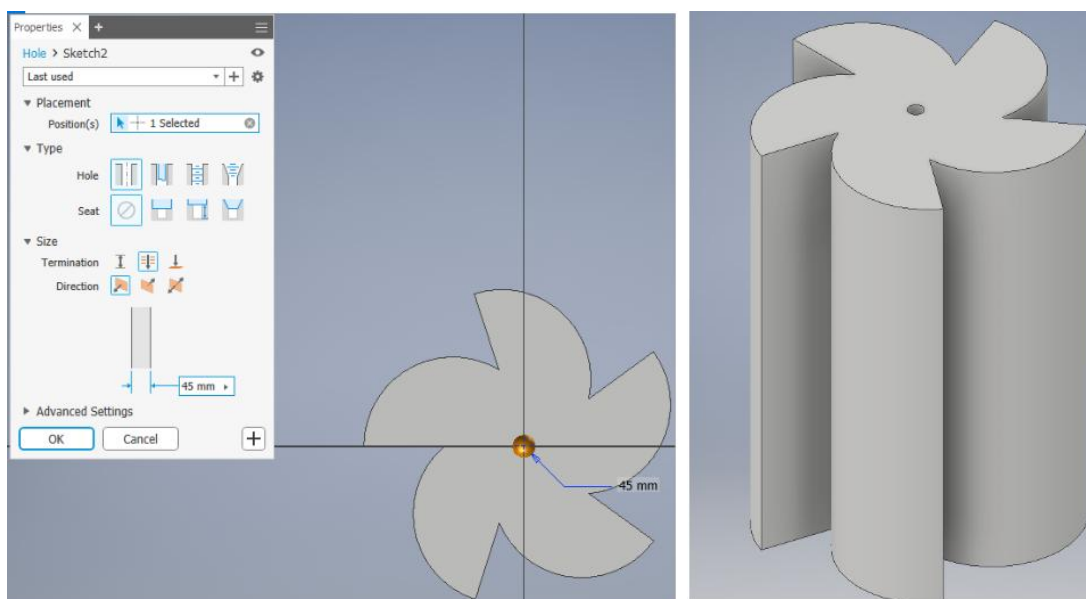 Properties × +
Hole > Sketch2
Last used
Placement
Position(s) 1 Selected
Type
Hole
Seat
Size
Termination
Direction
45 mm
Advanced Settings
OK Cancel +
45 mm